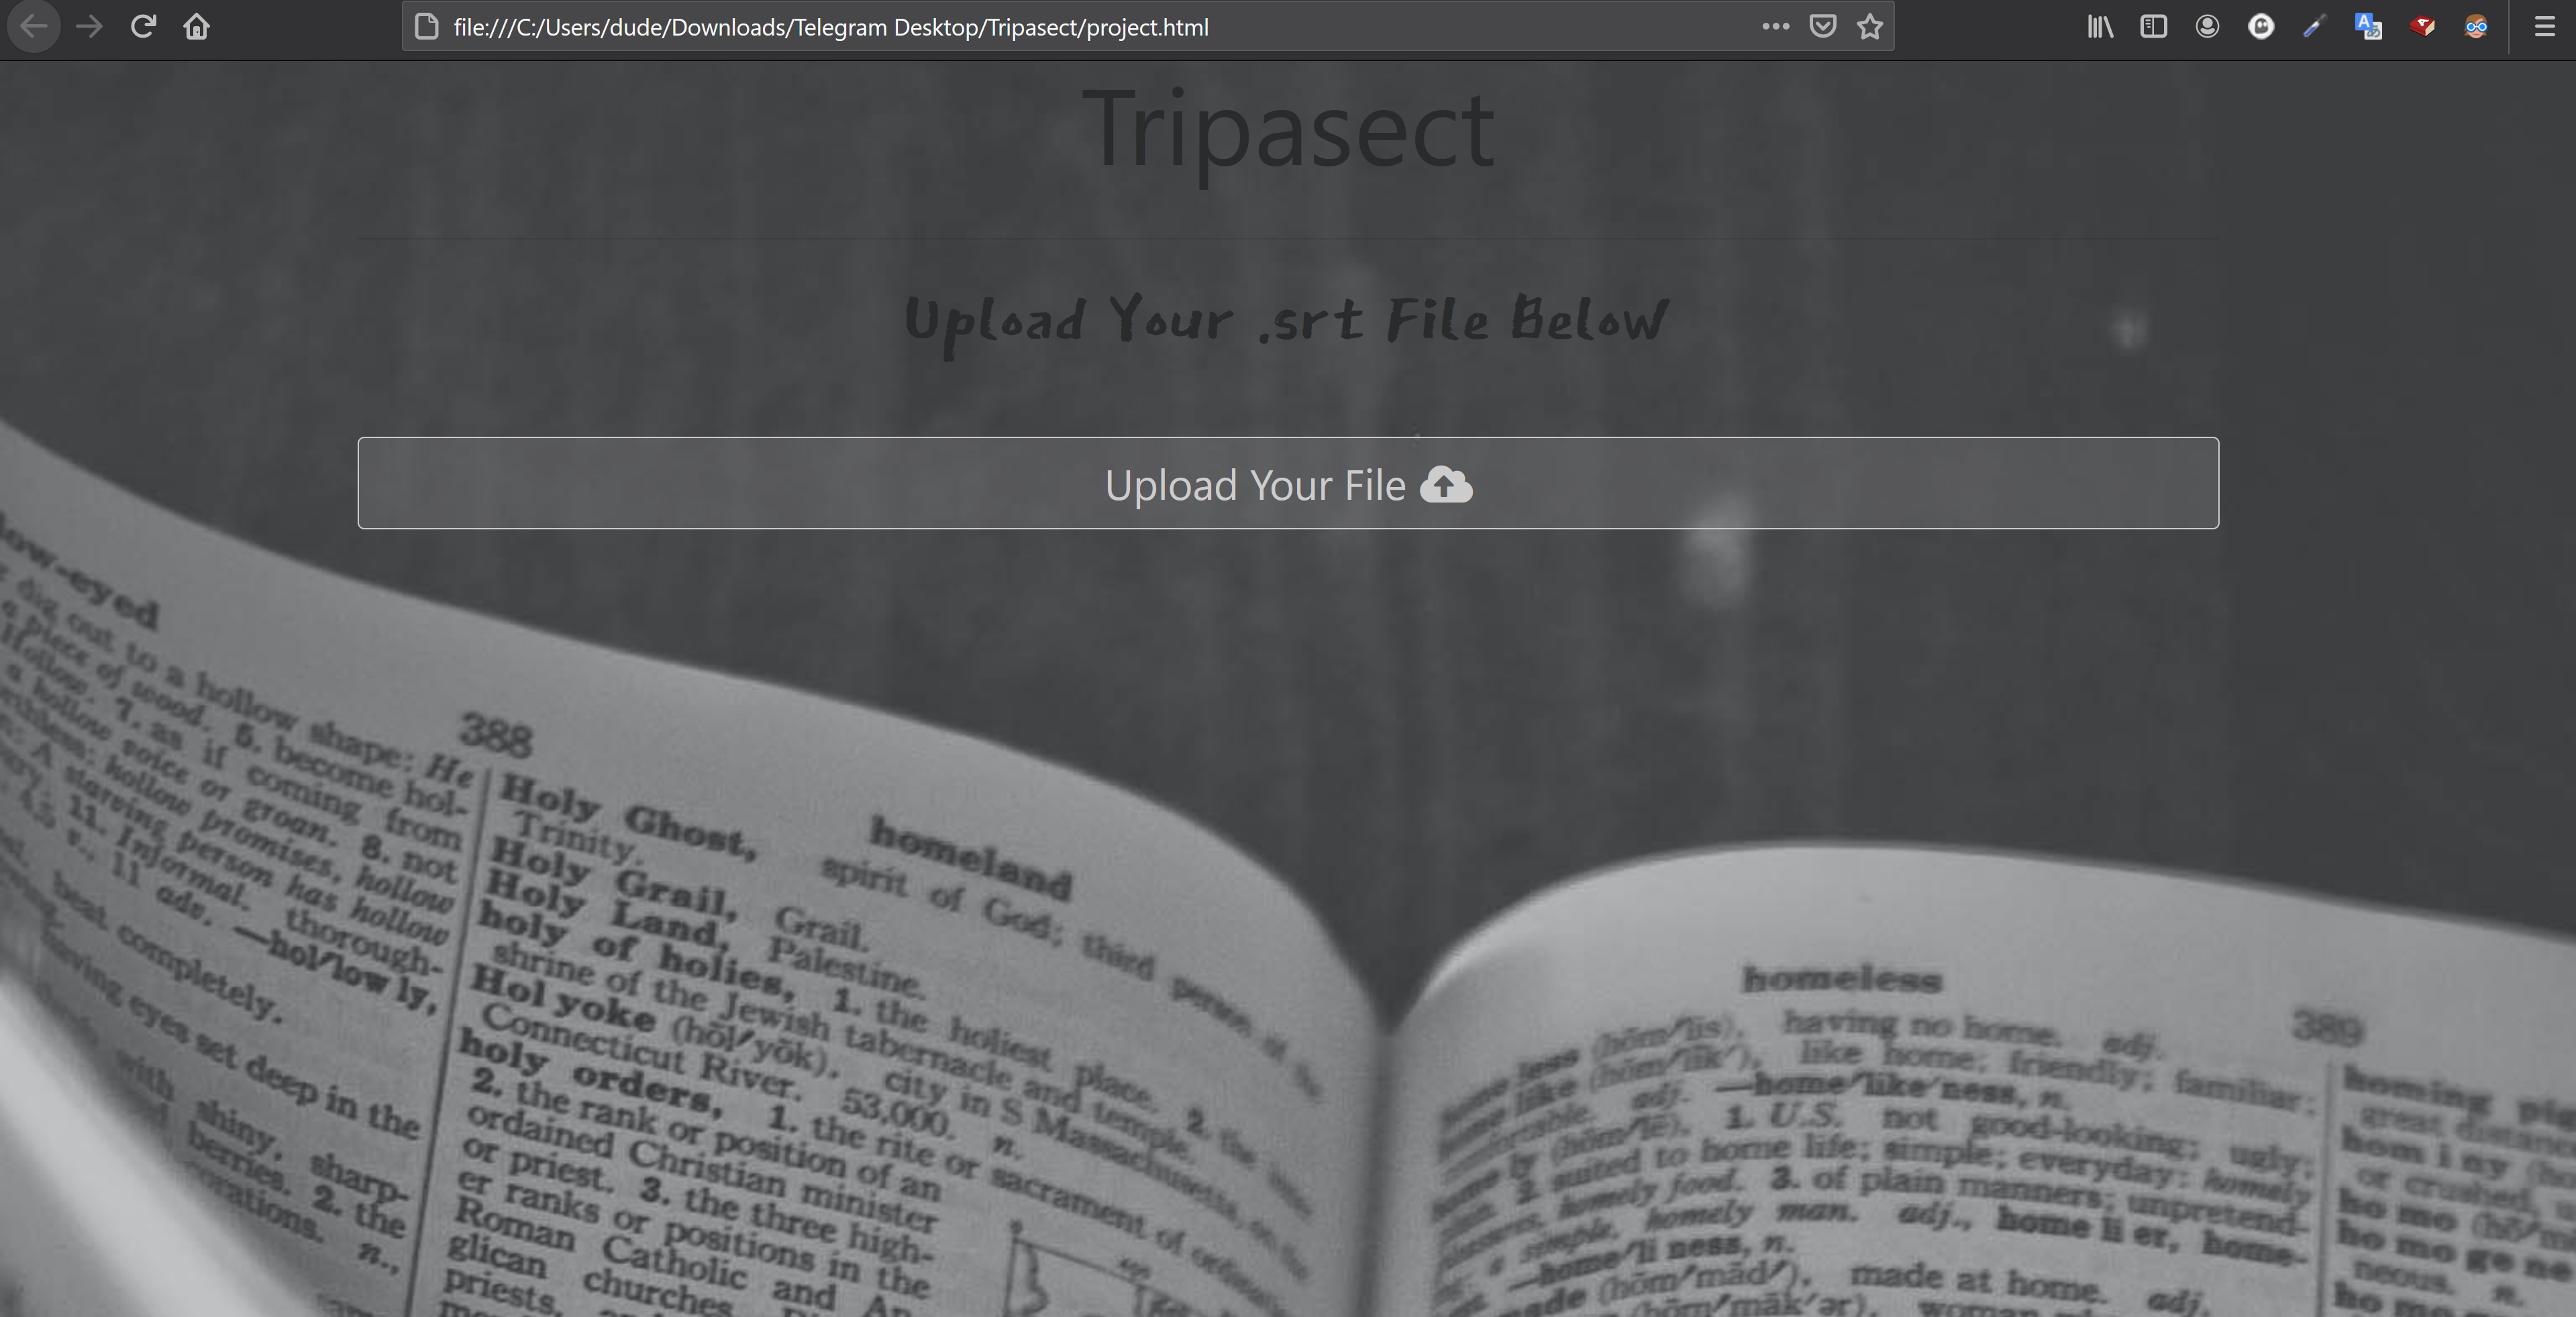 file:///C:/Users/dude/Downloads/Telegram Desktop/Tripasect/project.html
Tripasect
Upload Your .srt File Below
Upload Your File
low-eyed
dig out to a hollow shape: He
a piece of wood. 5. become hol-
Hollow. 7. as if coming from
a hollow voice or groan. 8. not
hollow promises, hollow
A starving person has hollow
11. Informal. thorough-
v., 11 adv. —hol′low ly,
beat completely.
having eyes set deep in the
with shiny, sharp-
berries. 2. the
n.,
388
homeland
Holy Ghost, spirit of God; third person of the
Trinity.
Holy Grail, Grail.
Holy Land, Palestine.
holy of holies, 1. the holiest place. 2. the
shrine of the Jewish tabernacle and temple.
Hol yoke (hōl′yōk), city in S Massachusetts, on the
Connecticut River. 53,000. n.
holy orders, 1. the rite or sacrament of
2. the rank or position of an
ordained Christian minister
or priest. 3. the three high-
er ranks or positions in the
Roman Catholic and An-
glican churches.
priests,
homeless
389
home less (hōm′lis), having no home. adj.
home like (hōm′līk′), like home; friendly; familiar;
adj. —home′like′ness, n.
(hōm′lē), 1. U.S. not good-looking; ugly;
2. suited to home life; simple; everyday: homely
homely food. 3. of plain manners; unpretend-
a simple, homely man. adj., home li er, home-
—home′li ness, n.
(hōm′mād′), made at home. adj.
(hōm′māk′ər),
homing
great distance
hom i ny
or crushed,
ho mo
ho mo ge ne
neous. n.